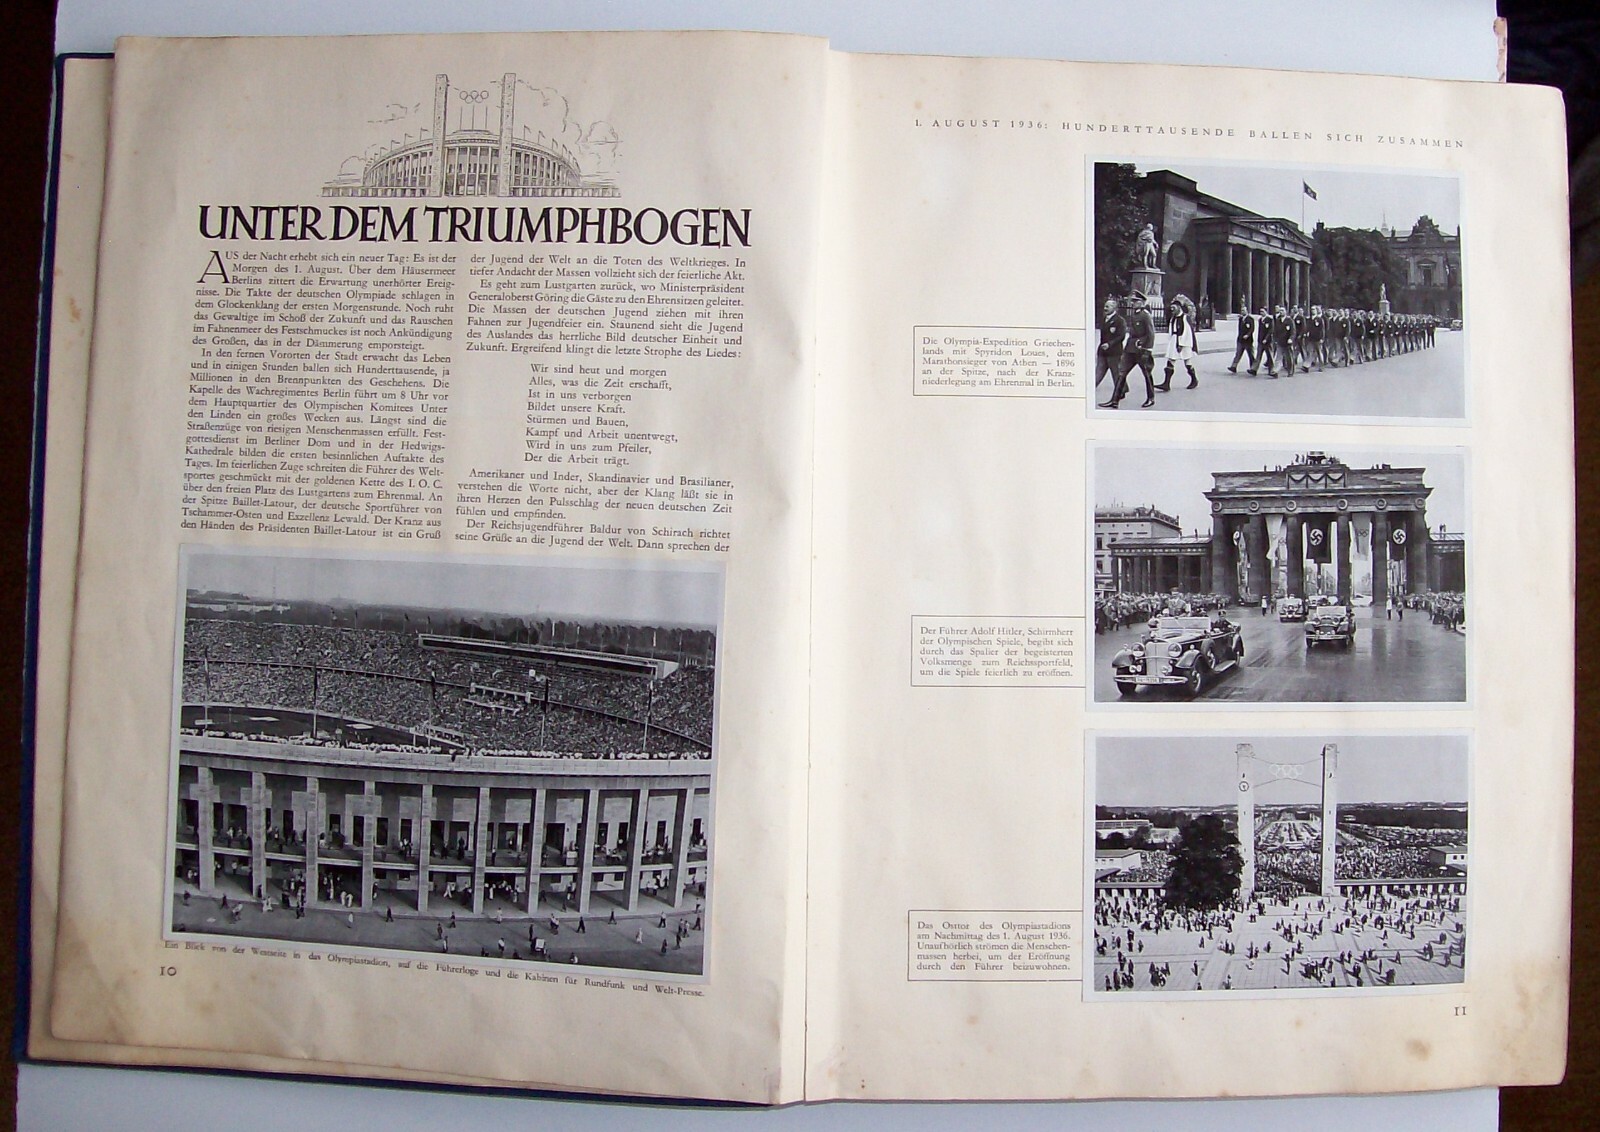 UNTER DEM TRIUMPHBOGEN
AUS der Nacht erhebt sich ein neuer Tag: Es ist der
Morgen des 1. August. Über dem Häusermeer
Berlins zittert die Erwartung unerhörter Ereig-
nisse. Die Takte der deutschen Olympiade schlagen in
dem Glockenklang der ersten Morgenstunde. Noch ruht
das Gewaltige im Schoß der Zukunft und das Rauschen
im Fahnenmeer des Festschmuckes ist noch Ankündigung
des Großen, das in der Dämmerung emporsteigt.
In den fernen Vororten der Stadt erwacht das Leben
und in einigen Stunden ballen sich Hunderttausende, ja
Millionen in den Brennpunkten des Geschehens. Die
Kapelle des Wachregimentes Berlin führt um 8 Uhr vor
dem Hauptquartier des Olympischen Komitees Unter
den Linden ein großes Wecken aus. Längst sind die
Straßenzüge von riesigen Menschenmassen erfüllt. Fest-
gottesdienst im Berliner Dom und in der Hedwigs-
Kathedrale bilden die ersten besinnlichen Auftakte des
Tages. Im feierlichen Zuge schreiten die Führer des Welt-
sportes geschmückt mit der goldenen Kette des I. O. C.
über den freien Platz des Lustgartens zum Ehrenmal. An
der Spitze Baillet-Latour, der deutsche Sportführer von
Tschammer-Osten und Exzellenz Lewald. Der Kranz aus
den Händen des Präsidenten Baillet-Latour ist ein Gruß
der Jugend der Welt an die Toten des Weltkrieges. In
tiefer Andacht der Massen vollzieht sich der feierliche Akt.
Es geht zum Lustgarten zurück, wo Ministerpräsident
Generaloberst Göring die Gäste zu den Ehrensitzen geleitet.
Die Massen der deutschen Jugend ziehen mit ihren
Fahnen zur Jugendfeier ein. Staunend sieht die Jugend
des Auslandes das herrliche Bild deutscher Einheit und
Zukunft. Ergreifend klingt die letzte Strophe des Liedes:
Wir sind heut und morgen
Alles, was die Zeit erschafft,
Ist in uns verborgen
Bildet unsere Kraft.
Stürmen und Bauen,
Kampf und Arbeit unentwegt,
Wird in uns zum Pfeiler,
Der die Arbeit trägt.
Amerikaner und Inder, Skandinavier und Brasilianer,
verstehen die Worte nicht, aber der Klang läßt sie in
ihren Herzen den Pulsschlag der neuen deutschen Zeit
fühlen und empfinden.
Der Reichsjugendführer Baldur von Schirach richtet
seine Grüße an die Jugend der Welt. Dann sprechen der
Ein Blick von der Westseite in das Olympiastadion, auf die Führerloge und die Kabinen für Rundfunk und Welt-Presse.
10
1. AUGUST 1936: HUNDERTTAUSENDE BALLEN SICH ZUSAMMEN
Die Olympia-Expedition Griechen-
lands mit Spyridon Loues, dem
Marathonsieger von Athen — 1896
an der Spitze, nach der Kranz-
niederlegung am Ehrenmal in Berlin.
Der Führer Adolf Hitler, Schirmherr
der Olympischen Spiele, begibt sich
durch das Spalier der begeisterten
Volksmenge zum Reichssportfeld,
um die Spiele feierlich zu eröffnen.
Das Osttor des Olympiastadions
am Nachmittag des 1. August 1936.
Unaufhörlich strömen die Menschen-
massen herbei, um der Eröffnung
durch den Führer beizuwohnen.
11